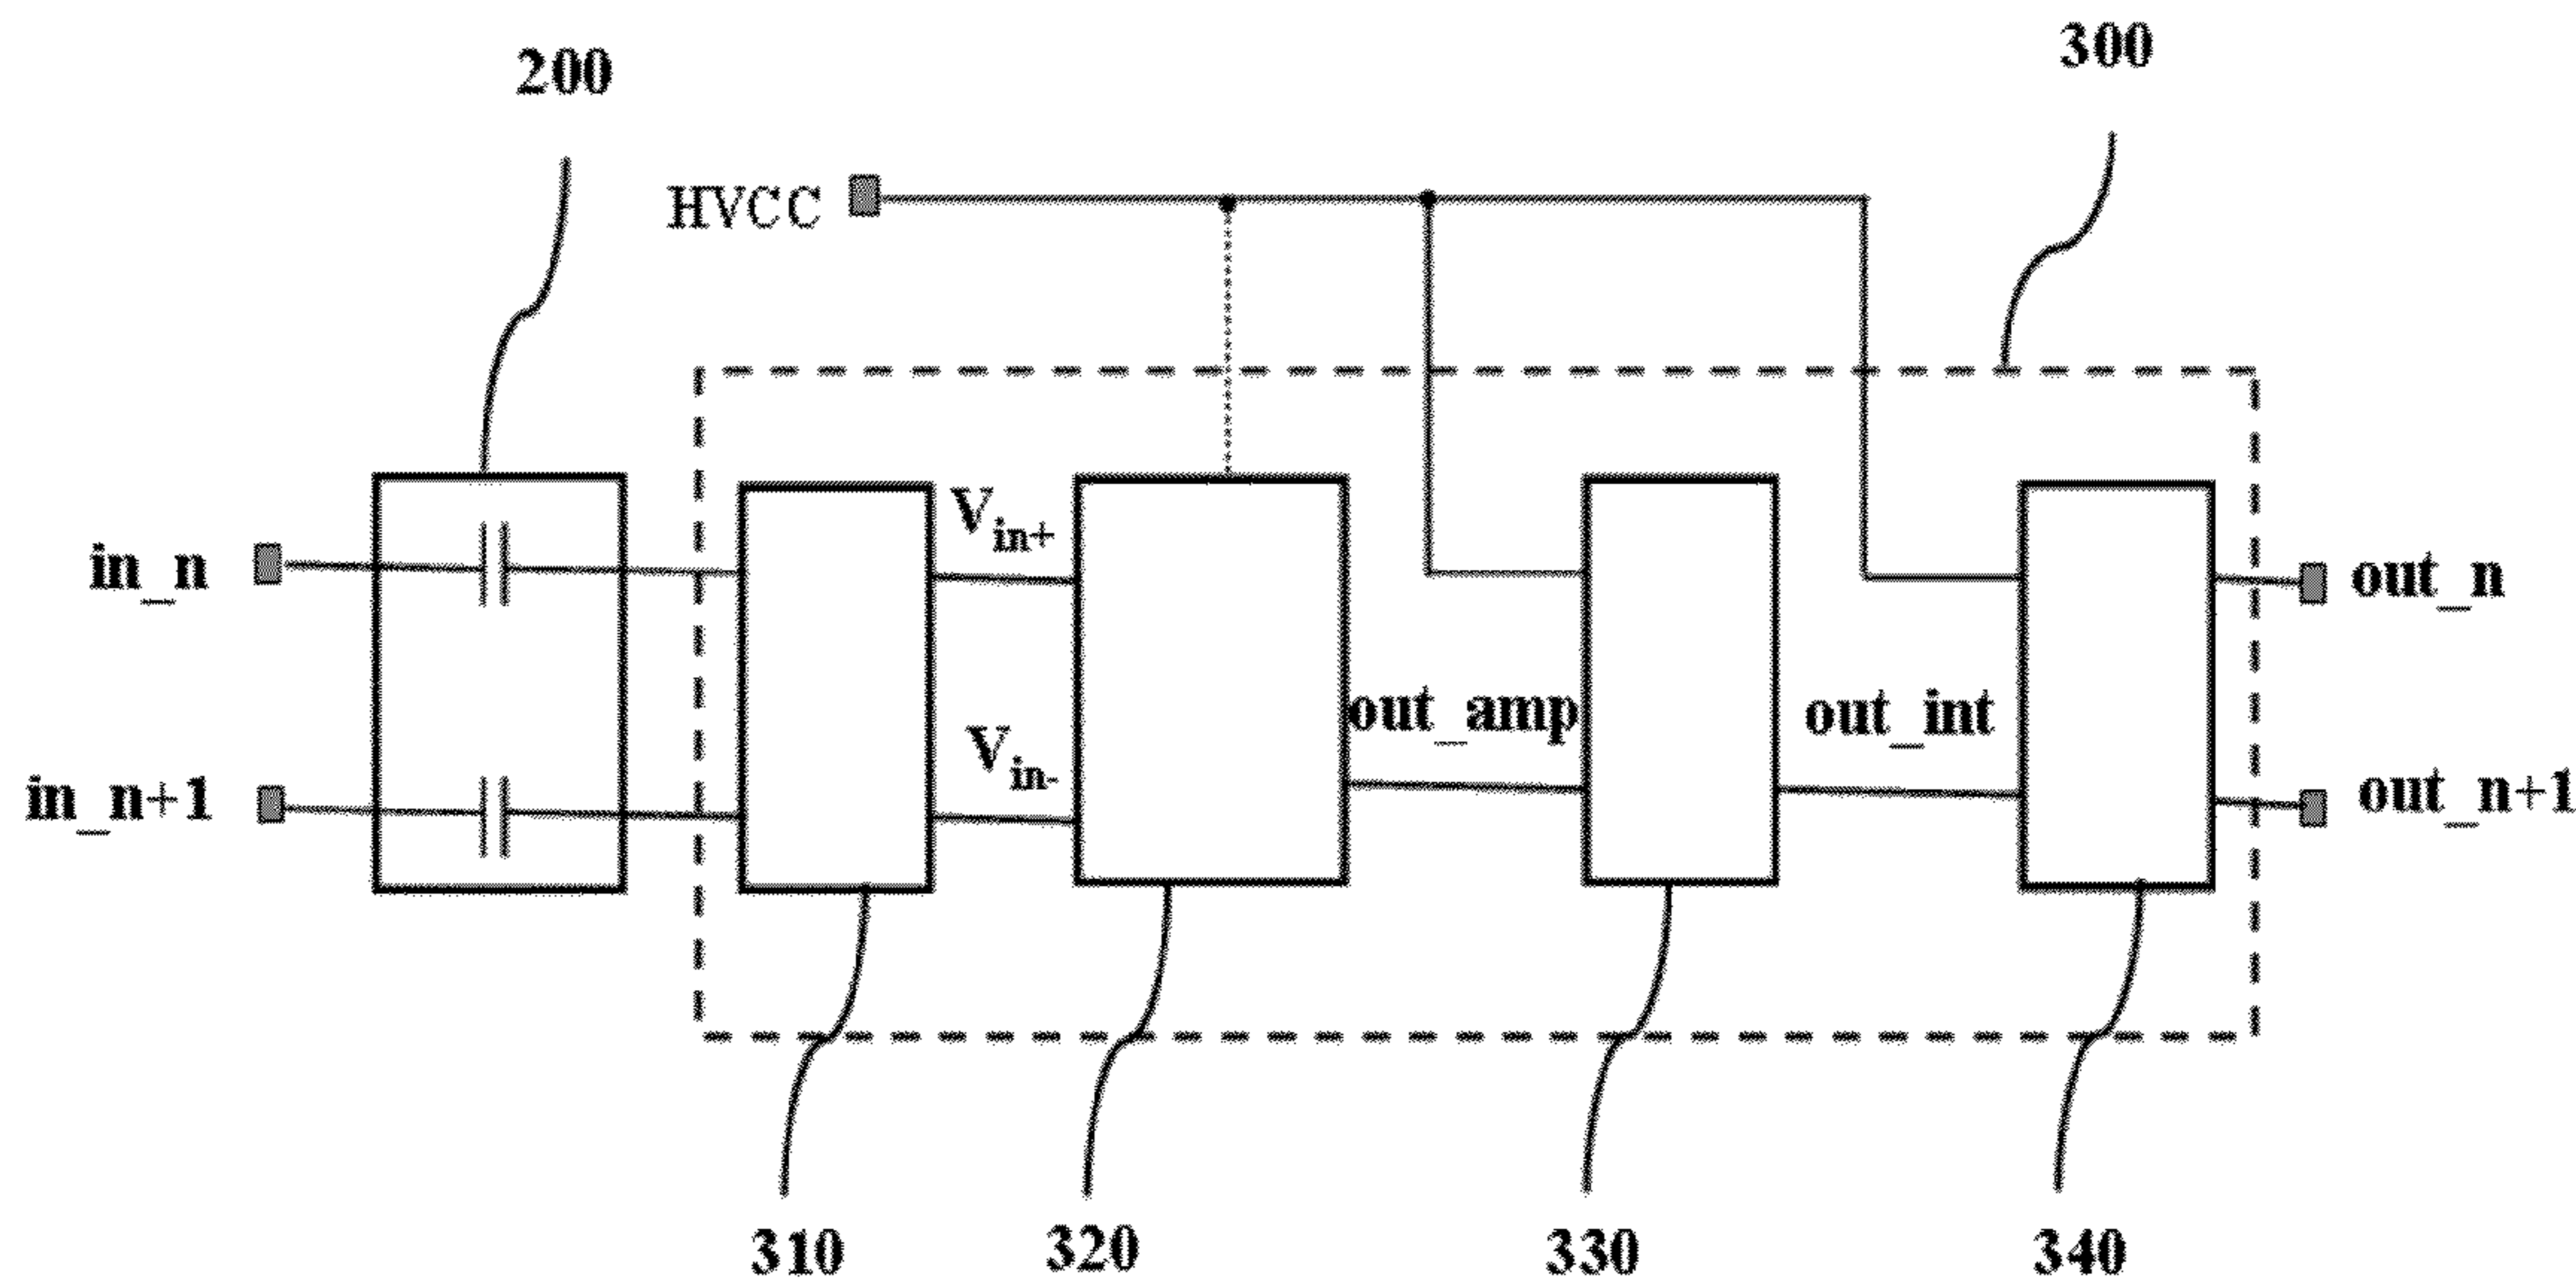 300
200
HVCC
Vin+
in_n
out_n
Vin-
out_amp
out_int
in_n+1
out_n+1
310
320
330
340